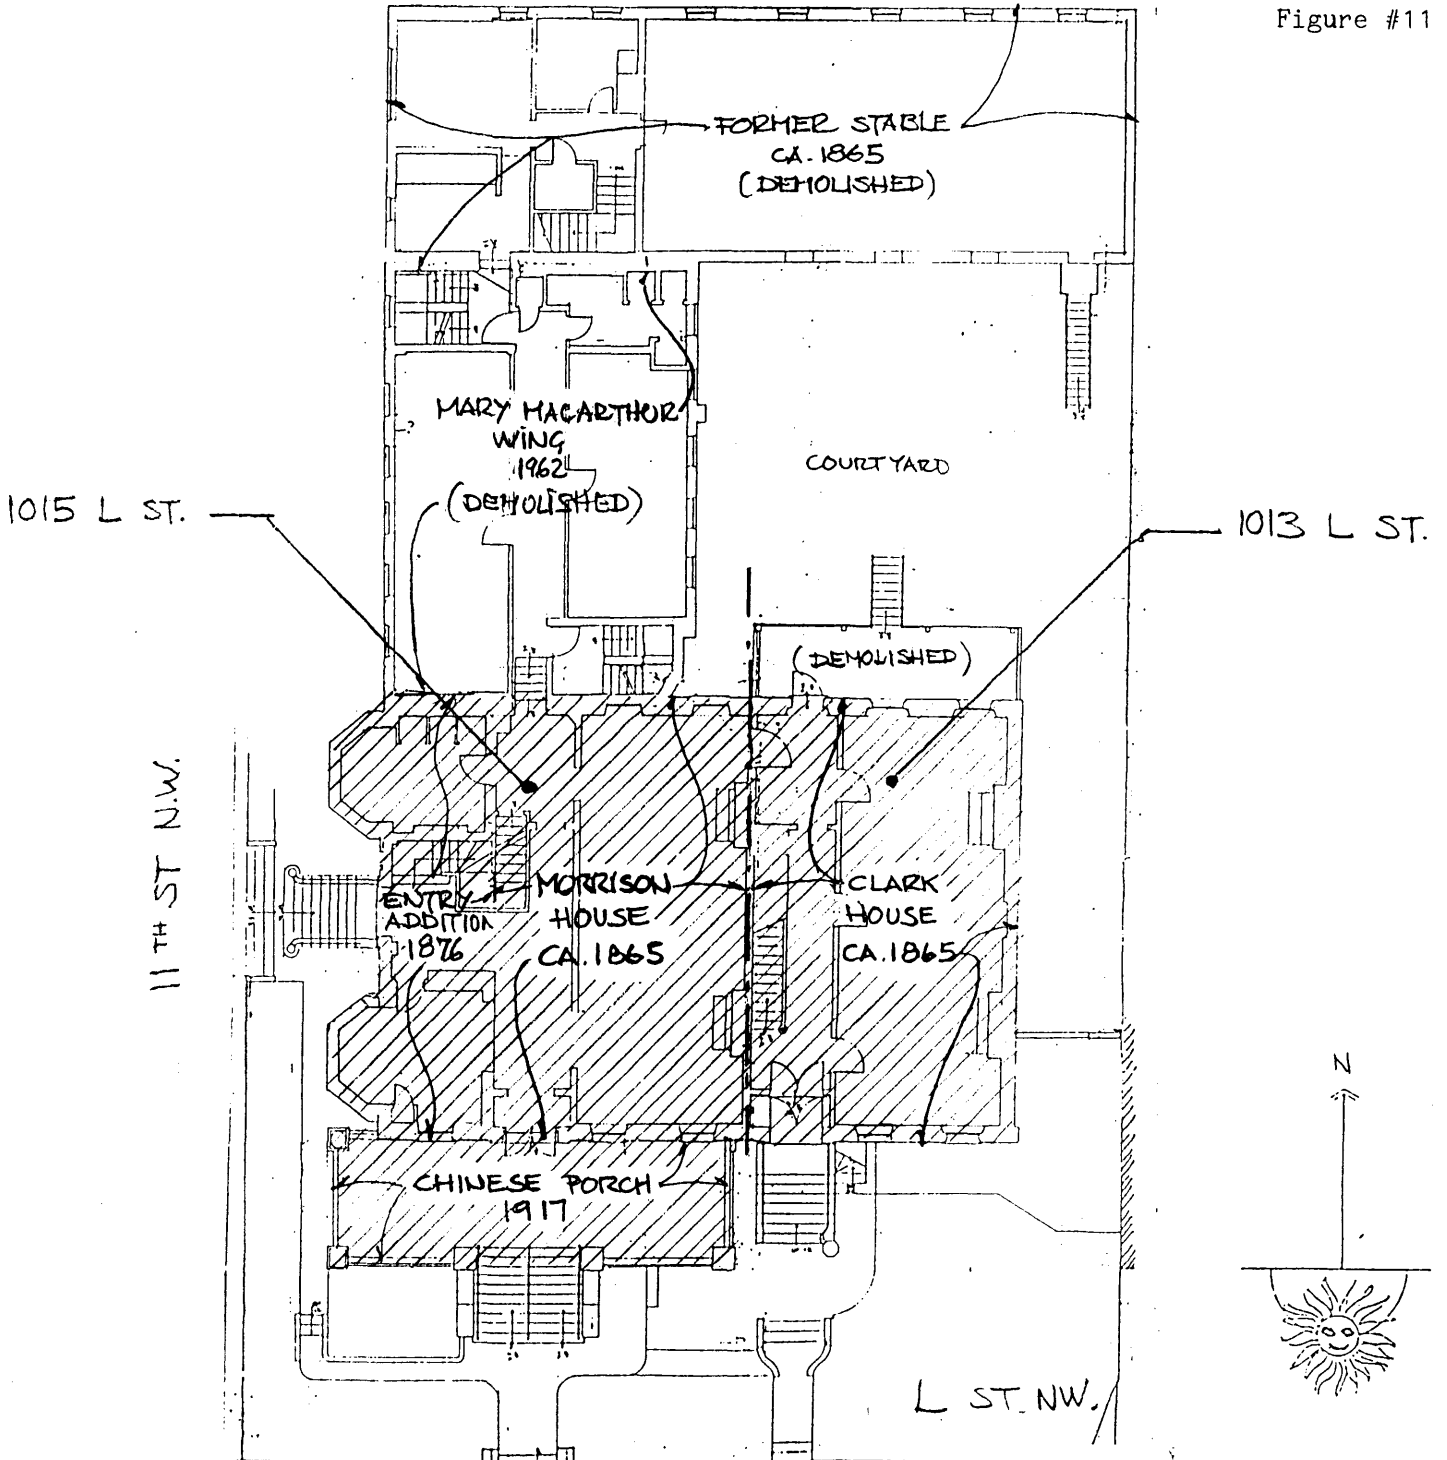 Figure #11
FORMER STABLE
CA. 1865
(DEMOLISHED)
MARY MACARTHUR
WING
1962
(DEMOLISHED)
COURTYARD
1015 L ST.
1013 L ST.
(DEMOLISHED)
11TH ST N.W.
ENTRY
ADDITION
1876
MORRISON
HOUSE
CA. 1865
CLARK
HOUSE
CA. 1865
CHINESE PORCH
1917
N
L ST. NW.